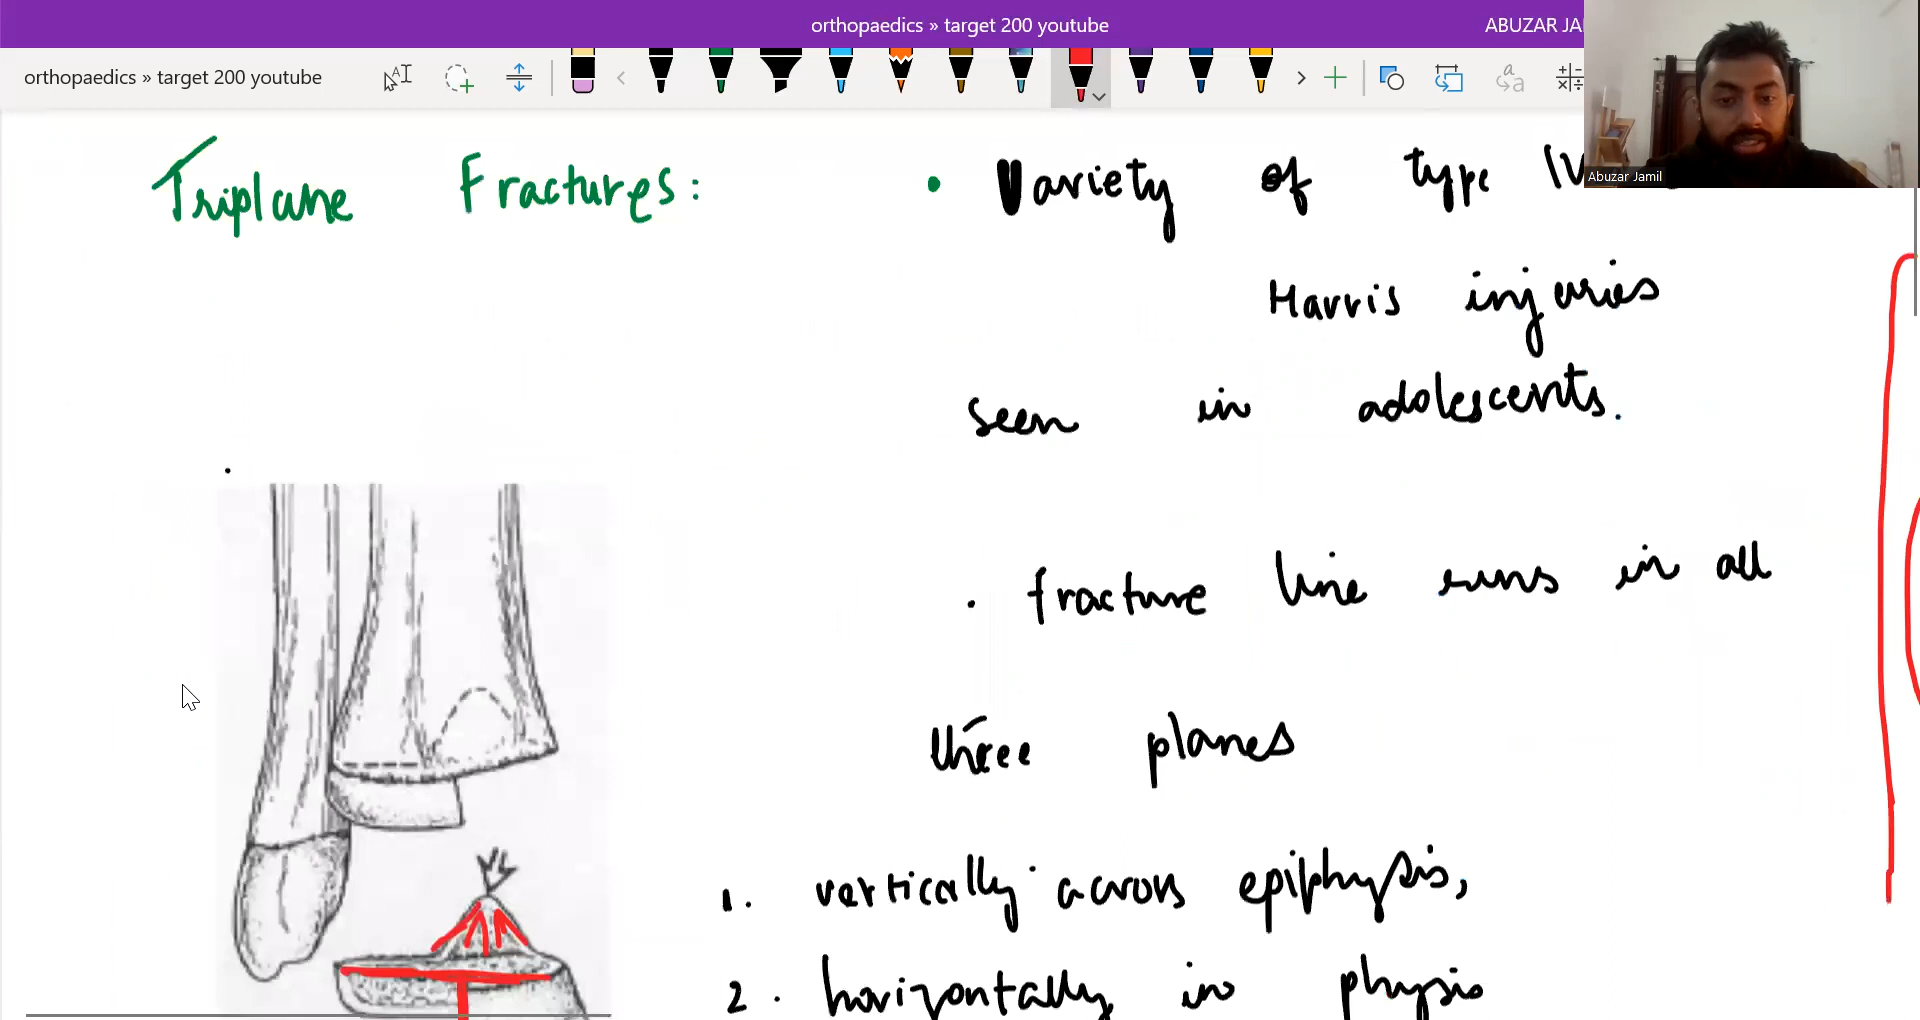 orthopaedics » target 200 youtube
ABUZAR JA
orthopaedics » target 200 youtube
Abuzar Jamil
Triplane Fractures:
• Variety of type IV
Harris injuries
seen in adolescents.
. fracture line runs in all
three planes
1. vertically across epiphysis,
2. horizontally in physis